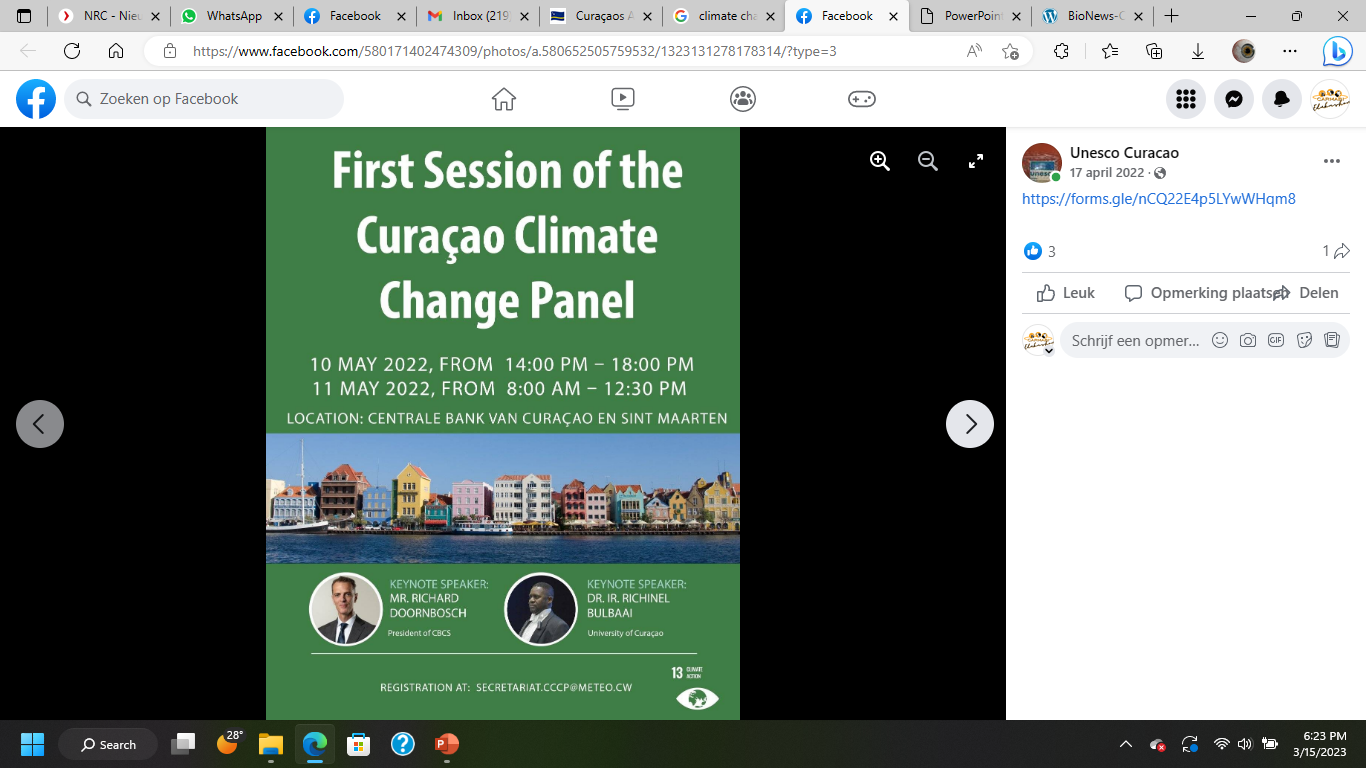 NRC - Nieu
WhatsApp
Facebook
Inbox (219
Curaçaos A
climate cha
Facebook
PowerPoin
BioNews-C
https://www.facebook.com/580171402474309/photos/a.580652505759532/1323131278178314/?type=3
Zoeken op Facebook
First Session of the
Curaçao Climate
Change Panel
10 MAY 2022, FROM 14:00 PM – 18:00 PM
11 MAY 2022, FROM 8:00 AM – 12:30 PM
LOCATION: CENTRALE BANK VAN CURAÇAO EN SINT MAARTEN
KEYNOTE SPEAKER:
MR. RICHARD
DOORNBOSCH
President of CBCS
KEYNOTE SPEAKER:
DR. IR. RICHINEL
BULBAAI
University of Curaçao
13 CLIMATE
ACTION
REGISTRATION AT: SECRETARIAT.CCCP@METEO.CW
Unesco Curacao
17 april 2022 ·
https://forms.gle/nCQ22E4p5LYwWHqm8
3
1
Leuk
Opmerking plaatsen
Delen
Schrijf een opmer...
GIF
28°
Search
6:23 PM
3/15/2023